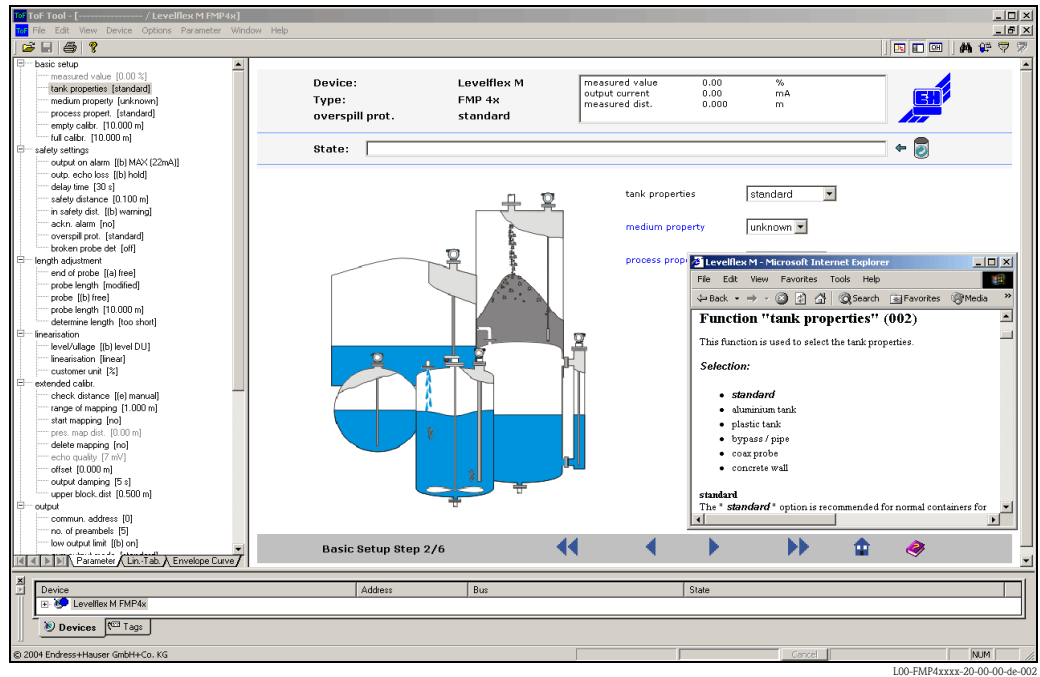 ToF Tool - [---------------- / Levelflex M FMP4x]
File Edit View Device Options Parameter Window Help
basic setup
measured value [0.00 %]
tank properties [standard]
medium property [unknown]
process propert. [standard]
empty calibr. [10.000 m]
full calibr. [10.000 m]
safety settings
output on alarm [(b) MAX (22mA)]
outp. echo loss [(b) hold]
delay time [30 s]
safety distance [0.100 m]
in safety dist. [(b) warning]
ackn. alarm [no]
overspill prot. [standard]
broken probe det [off]
length adjustment
end of probe [(a) free]
probe length [modified]
probe [(b) free]
probe length [10.000 m]
determine length [too short]
linearisation
level/ullage [(b) level DU]
linearisation [linear]
customer unit [%]
extended calibr.
check distance [(e) manual]
range of mapping [1.000 m]
start mapping [no]
pres. map dist. [0.00 m]
delete mapping [no]
echo quality [7 mV]
offset [0.000 m]
output damping [5 s]
upper block.dist [0.500 m]
output
commun. address [0]
no. of preambels [5]
low output limit [(b) on]
Parameter Lin.-Tab. Envelope Curve
Device: Levelflex M
Type: FMP 4x
overspill prot. standard
measured value 0.00 %
output current 0.00 mA
measured dist. 0.000 m
EH
State:
tank properties standard
medium property unknown
process prop
Levelflex M - Microsoft Internet Explorer
File Edit View Favorites Tools Help
Back Search Favorites Media »
Function "tank properties" (002)
This function is used to select the tank properties.
Selection:
• standard
• aluminium tank
• plastic tank
• bypass / pipe
• coax probe
• concrete wall
standard
The * standard * option is recommended for normal containers for
Basic Setup Step 2/6
Device Address Bus State
Levelflex M FMP4x
Devices Tags
© 2004 Endress+Hauser GmbH+Co. KG
Cancel
NUM
L00-FMP4xxxx-20-00-00-de-002